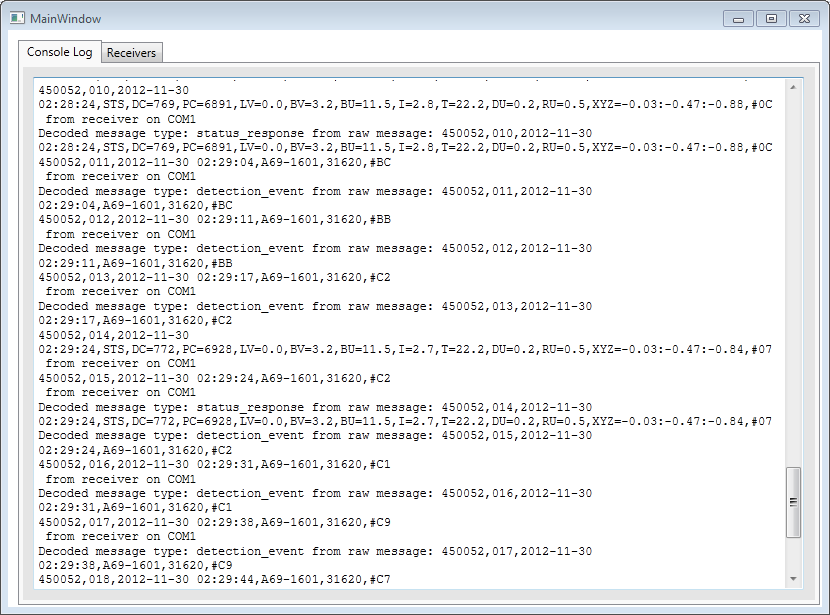 MainWindow
Console Log
Receivers
450052,010,2012-11-30
02:28:24,STS,DC=769,PC=6891,LV=0.0,BV=3.2,BU=11.5,I=2.8,T=22.2,DU=0.2,RU=0.5,XYZ=-0.03:-0.47:-0.88,#0C
from receiver on COM1
Decoded message type: status_response from raw message: 450052,010,2012-11-30
02:28:24,STS,DC=769,PC=6891,LV=0.0,BV=3.2,BU=11.5,I=2.8,T=22.2,DU=0.2,RU=0.5,XYZ=-0.03:-0.47:-0.88,#0C
450052,011,2012-11-30 02:29:04,A69-1601,31620,#BC
from receiver on COM1
Decoded message type: detection_event from raw message: 450052,011,2012-11-30
02:29:04,A69-1601,31620,#BC
450052,012,2012-11-30 02:29:11,A69-1601,31620,#BB
from receiver on COM1
Decoded message type: detection_event from raw message: 450052,012,2012-11-30
02:29:11,A69-1601,31620,#BB
450052,013,2012-11-30 02:29:17,A69-1601,31620,#C2
from receiver on COM1
Decoded message type: detection_event from raw message: 450052,013,2012-11-30
02:29:17,A69-1601,31620,#C2
450052,014,2012-11-30
02:29:24,STS,DC=772,PC=6928,LV=0.0,BV=3.2,BU=11.5,I=2.7,T=22.2,DU=0.2,RU=0.5,XYZ=-0.03:-0.47:-0.84,#07
from receiver on COM1
450052,015,2012-11-30 02:29:24,A69-1601,31620,#C2
from receiver on COM1
Decoded message type: status_response from raw message: 450052,014,2012-11-30
02:29:24,STS,DC=772,PC=6928,LV=0.0,BV=3.2,BU=11.5,I=2.7,T=22.2,DU=0.2,RU=0.5,XYZ=-0.03:-0.47:-0.84,#07
Decoded message type: detection_event from raw message: 450052,015,2012-11-30
02:29:24,A69-1601,31620,#C2
450052,016,2012-11-30 02:29:31,A69-1601,31620,#C1
from receiver on COM1
Decoded message type: detection_event from raw message: 450052,016,2012-11-30
02:29:31,A69-1601,31620,#C1
450052,017,2012-11-30 02:29:38,A69-1601,31620,#C9
from receiver on COM1
Decoded message type: detection_event from raw message: 450052,017,2012-11-30
02:29:38,A69-1601,31620,#C9
450052,018,2012-11-30 02:29:44,A69-1601,31620,#C7